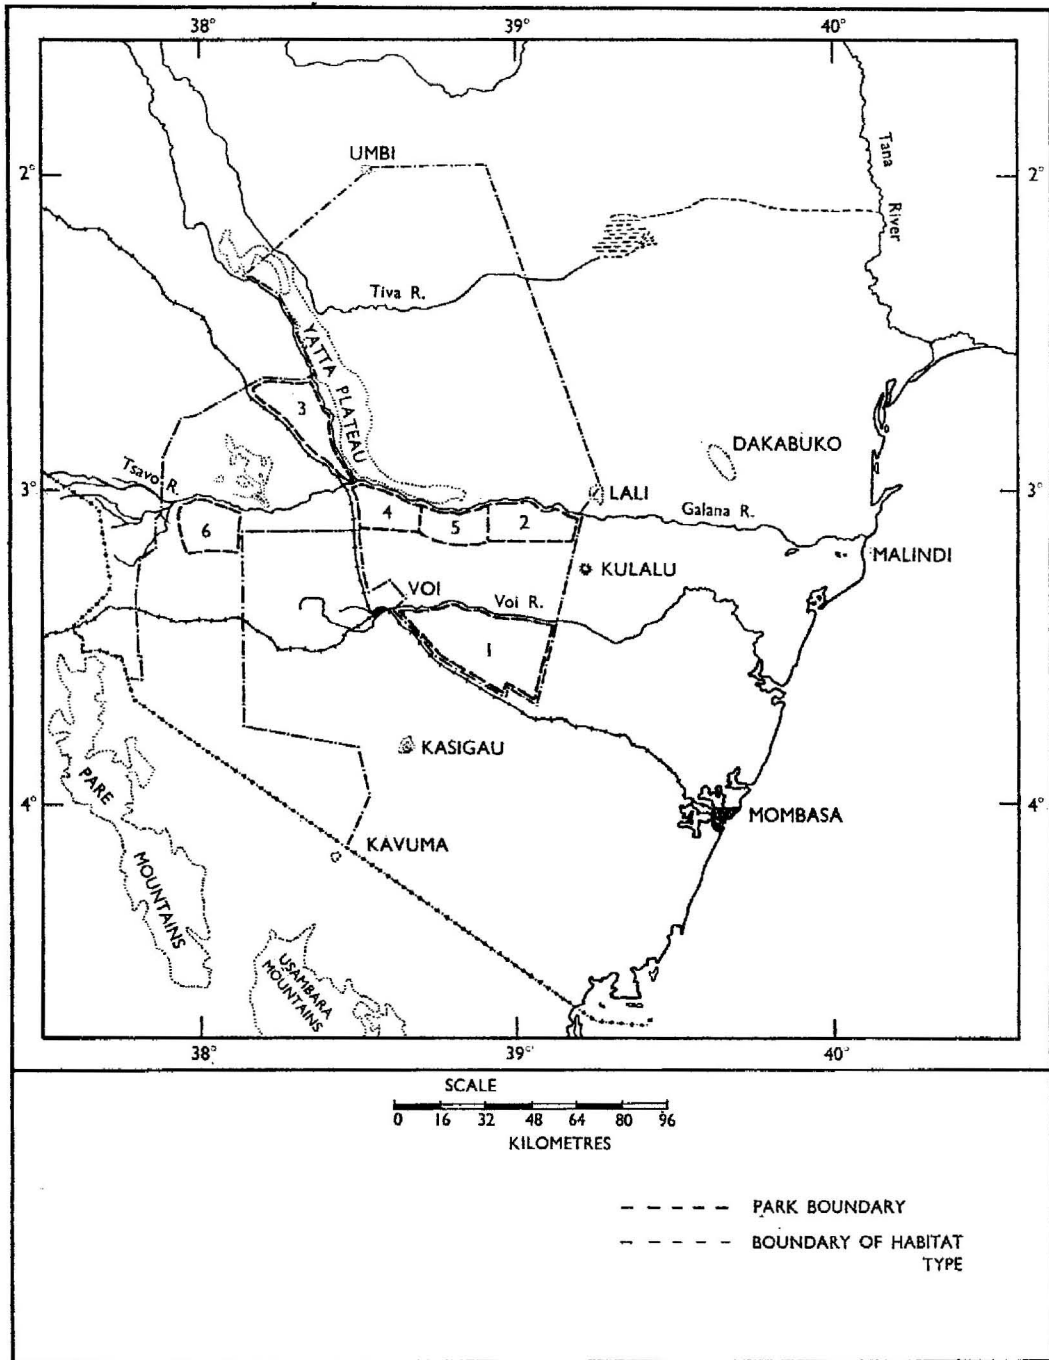 38° 39° 40°
2° 2°
3° 3°
4° 4°
38° 39° 40°
UMBI
Tana River
Tiva R.
YATTA PLATEAU
3
DAKABUKO
Tsavo R.
LALI
Galana R.
4
5
2
6
MALINDI
KULALU
VOI
Voi R.
1
KASIGAU
PARE
MOUNTAINS
MOMBASA
KAVUMA
USAMBARA
MOUNTAINS
SCALE
0 16 32 48 64 80 96
KILOMETRES
PARK BOUNDARY
BOUNDARY OF HABITAT
TYPE